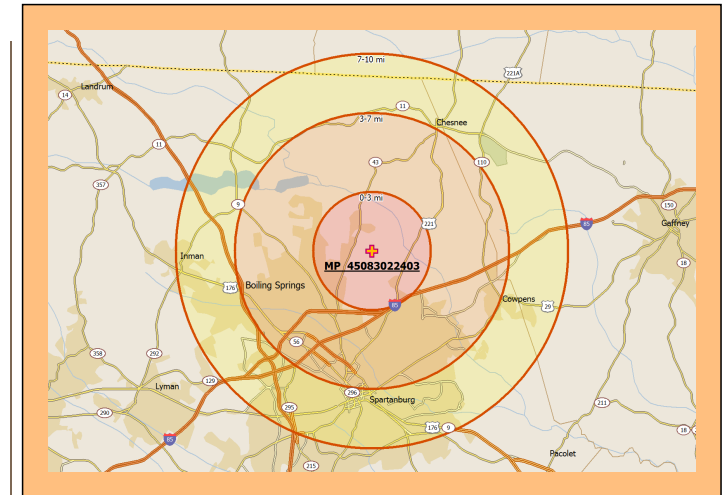 7-10 mi
221A
Landrum
14
11
Chesnee
3-7 mi
11
43
110
357
9
0-3 mi
150
221
85
Gaffney
MP 45083022403
Inman
18
176
Boiling Springs
85
Cowpens
29
56
358
292
129
Lyman
296
Spartanburg
211
290
295
176
9
18
85
215
Pacolet